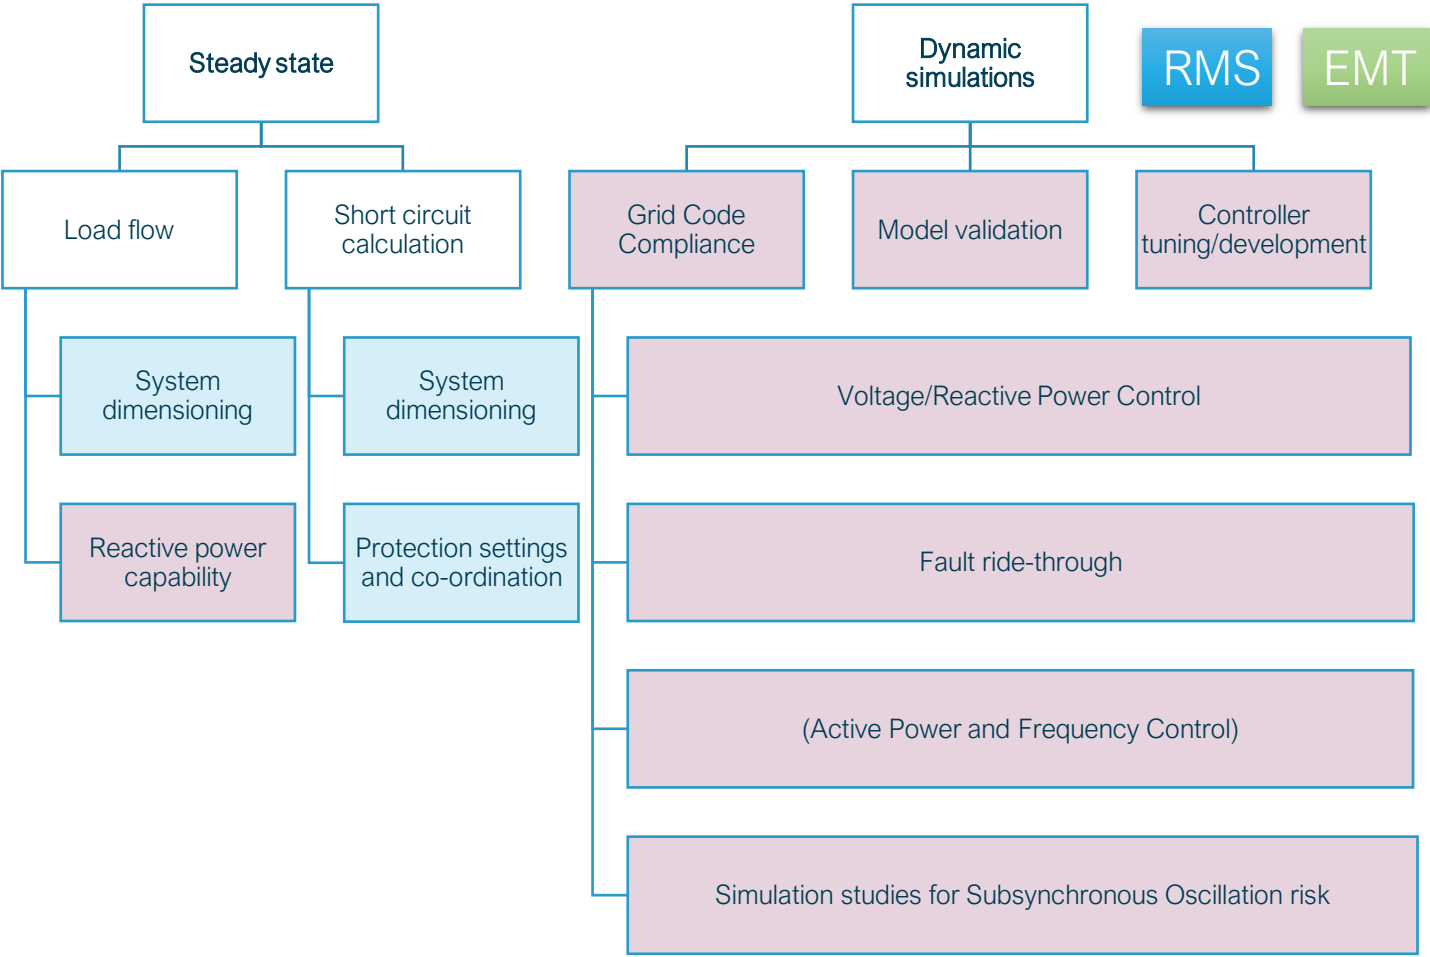 Steady state
Dynamic
simulations
RMS
EMT
Load flow
Short circuit
calculation
Grid Code
Compliance
Model validation
Controller
tuning/development
System
dimensioning
System
dimensioning
Voltage/Reactive Power Control
Reactive power
capability
Protection settings
and co-ordination
Fault ride-through
(Active Power and Frequency Control)
Simulation studies for Subsynchronous Oscillation risk